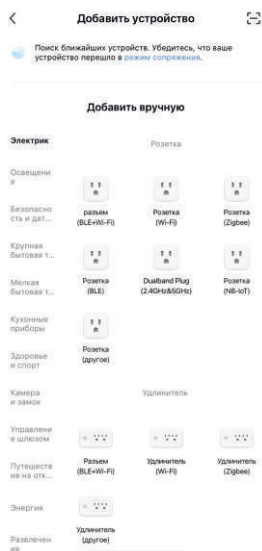 Добавить устройство
Поиск ближайших устройств. Убедитесь, что ваше
устройство перешло в режим сопряжения.
Добавить вручную
Электрик
Освещени
е
Безопасно
сть и дат...
Крупная
бытовая т...
Мелкая
бытовая т...
Кухонные
приборы
Здоровье
и спорт
Камера
и замок
Управлени
е шлюзом
Путешеств
ие на отк...
Энергия
Развлечен
ия
Розетка
разъем
(BLE+Wi-Fi)
Розетка
(Wi-Fi)
Розетка
(Zigbee)
Розетка
(BLE)
Dualband Plug
(2.4GHz&5GHz)
Розетка
(NB-IoT)
Розетка
(другое)
Удлинитель
Разъем
(BLE+Wi-Fi)
Удлинитель
(Wi-Fi)
Удлинитель
(Zigbee)
Удлинитель
(другое)